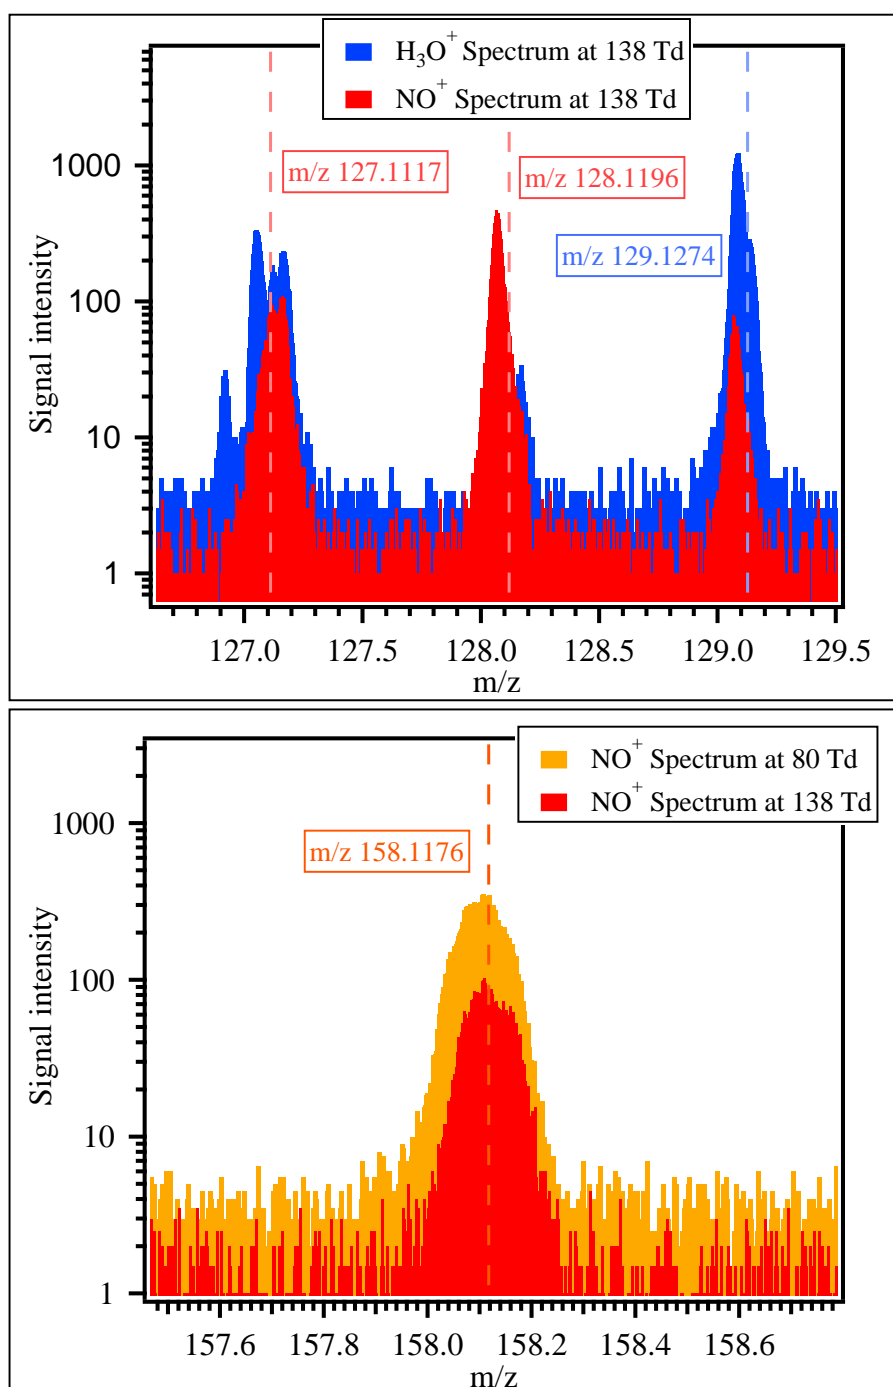 H₃O⁺ Spectrum at 138 Td
NO⁺ Spectrum at 138 Td
m/z 127.1117
m/z 128.1196
m/z 129.1274
Signal intensity
1000
100
10
1
127.0 127.5 128.0 128.5 129.0 129.5
m/z
NO⁺ Spectrum at 80 Td
NO⁺ Spectrum at 138 Td
m/z 158.1176
Signal intensity
1000
100
10
1
157.6 157.8 158.0 158.2 158.4 158.6
m/z